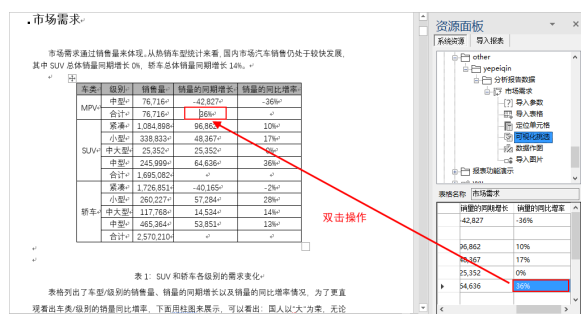 .市场需求
市场需求通过销售量来体现。从热销车型统计来看，国内市场汽车销售仍处于较快发展，
其中 SUV 总体销量同期增长 0%，轿车总体销量同期增长 14%。
车类 级别 销售量 销量的同期增长 销量的同比增率
MPV 中型 76,716 -42,827 -36%
合计 76,716 36%
SUV 紧凑 1,084,898 96,862 10%
小型 338,833 48,367 17%
中大型 25,352 25,352 0%
中型 245,999 64,636 36%
合计 1,695,082
轿车 紧凑 1,726,851 -40,165 -2%
小型 260,227 57,284 28%
中大型 117,768 14,534 14%
中型 465,364 53,851 13%
合计 2,570,210
表 1：SUV 和轿车各级别的需求变化
表格列出了车型/级别的销售量、销量的同期增长以及销量的同比增率情况，为了更直
观看出车类/级别的销量同比增率，下面用柱图来展示，可以看出：国人以“大”为荣，无论
双击操作
资源面板
系统资源 导入报表
other
yepeiqin
分析报告数据
市场需求
导入参数
导入表格
定位单元格
可视化挑选
数据作图
导入图片
报表功能演示
表格名称 市场需求
销量的同期增长 销量的同比增率
-42,827 -36%
96,862 10%
48,367 17%
25,352 0%
64,636 36%